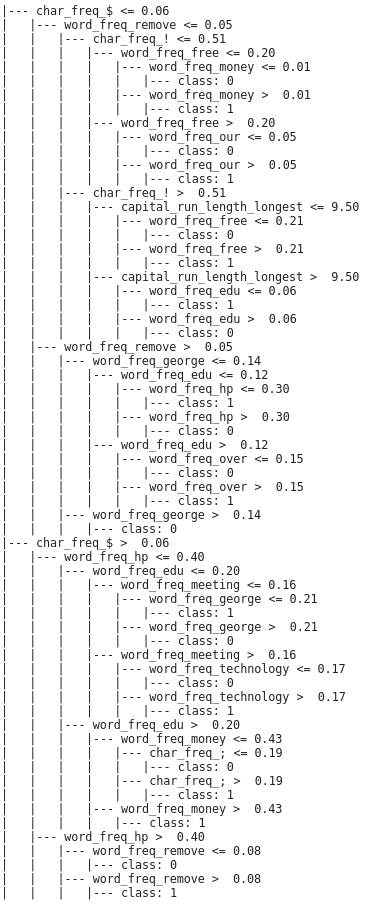 |--- char_freq_$ <= 0.06
|   |--- word_freq_remove <= 0.05
|   |   |--- char_freq_! <= 0.51
|   |   |   |--- word_freq_free <= 0.20
|   |   |   |   |--- word_freq_money <= 0.01
|   |   |   |   |   |--- class: 0
|   |   |   |   |--- word_freq_money >  0.01
|   |   |   |   |   |--- class: 1
|   |   |   |--- word_freq_free >  0.20
|   |   |   |   |--- word_freq_our <= 0.05
|   |   |   |   |   |--- class: 0
|   |   |   |   |--- word_freq_our >  0.05
|   |   |   |   |   |--- class: 1
|   |   |--- char_freq_! >  0.51
|   |   |   |--- capital_run_length_longest <= 9.50
|   |   |   |   |--- word_freq_free <= 0.21
|   |   |   |   |   |--- class: 0
|   |   |   |   |--- word_freq_free >  0.21
|   |   |   |   |   |--- class: 1
|   |   |   |--- capital_run_length_longest >  9.50
|   |   |   |   |--- word_freq_edu <= 0.06
|   |   |   |   |   |--- class: 1
|   |   |   |   |--- word_freq_edu >  0.06
|   |   |   |   |   |--- class: 0
|   |--- word_freq_remove >  0.05
|   |   |--- word_freq_george <= 0.14
|   |   |   |--- word_freq_edu <= 0.12
|   |   |   |   |--- word_freq_hp <= 0.30
|   |   |   |   |   |--- class: 1
|   |   |   |   |--- word_freq_hp >  0.30
|   |   |   |   |   |--- class: 0
|   |   |   |--- word_freq_edu >  0.12
|   |   |   |   |--- word_freq_over <= 0.15
|   |   |   |   |   |--- class: 0
|   |   |   |   |--- word_freq_over >  0.15
|   |   |   |   |   |--- class: 1
|   |   |--- word_freq_george >  0.14
|   |   |   |--- class: 0
|--- char_freq_$ >  0.06
|   |--- word_freq_hp <= 0.40
|   |   |--- word_freq_edu <= 0.20
|   |   |   |--- word_freq_meeting <= 0.16
|   |   |   |   |--- word_freq_george <= 0.21
|   |   |   |   |   |--- class: 1
|   |   |   |   |--- word_freq_george >  0.21
|   |   |   |   |   |--- class: 0
|   |   |   |--- word_freq_meeting >  0.16
|   |   |   |   |--- word_freq_technology <= 0.17
|   |   |   |   |   |--- class: 0
|   |   |   |   |--- word_freq_technology >  0.17
|   |   |   |   |   |--- class: 1
|   |   |--- word_freq_edu >  0.20
|   |   |   |--- word_freq_money <= 0.43
|   |   |   |   |--- char_freq_; <= 0.19
|   |   |   |   |   |--- class: 0
|   |   |   |   |--- char_freq_; >  0.19
|   |   |   |   |   |--- class: 1
|   |   |   |--- word_freq_money >  0.43
|   |   |   |   |--- class: 1
|   |--- word_freq_hp >  0.40
|   |   |--- word_freq_remove <= 0.08
|   |   |   |--- class: 0
|   |   |--- word_freq_remove >  0.08
|   |   |   |--- class: 1